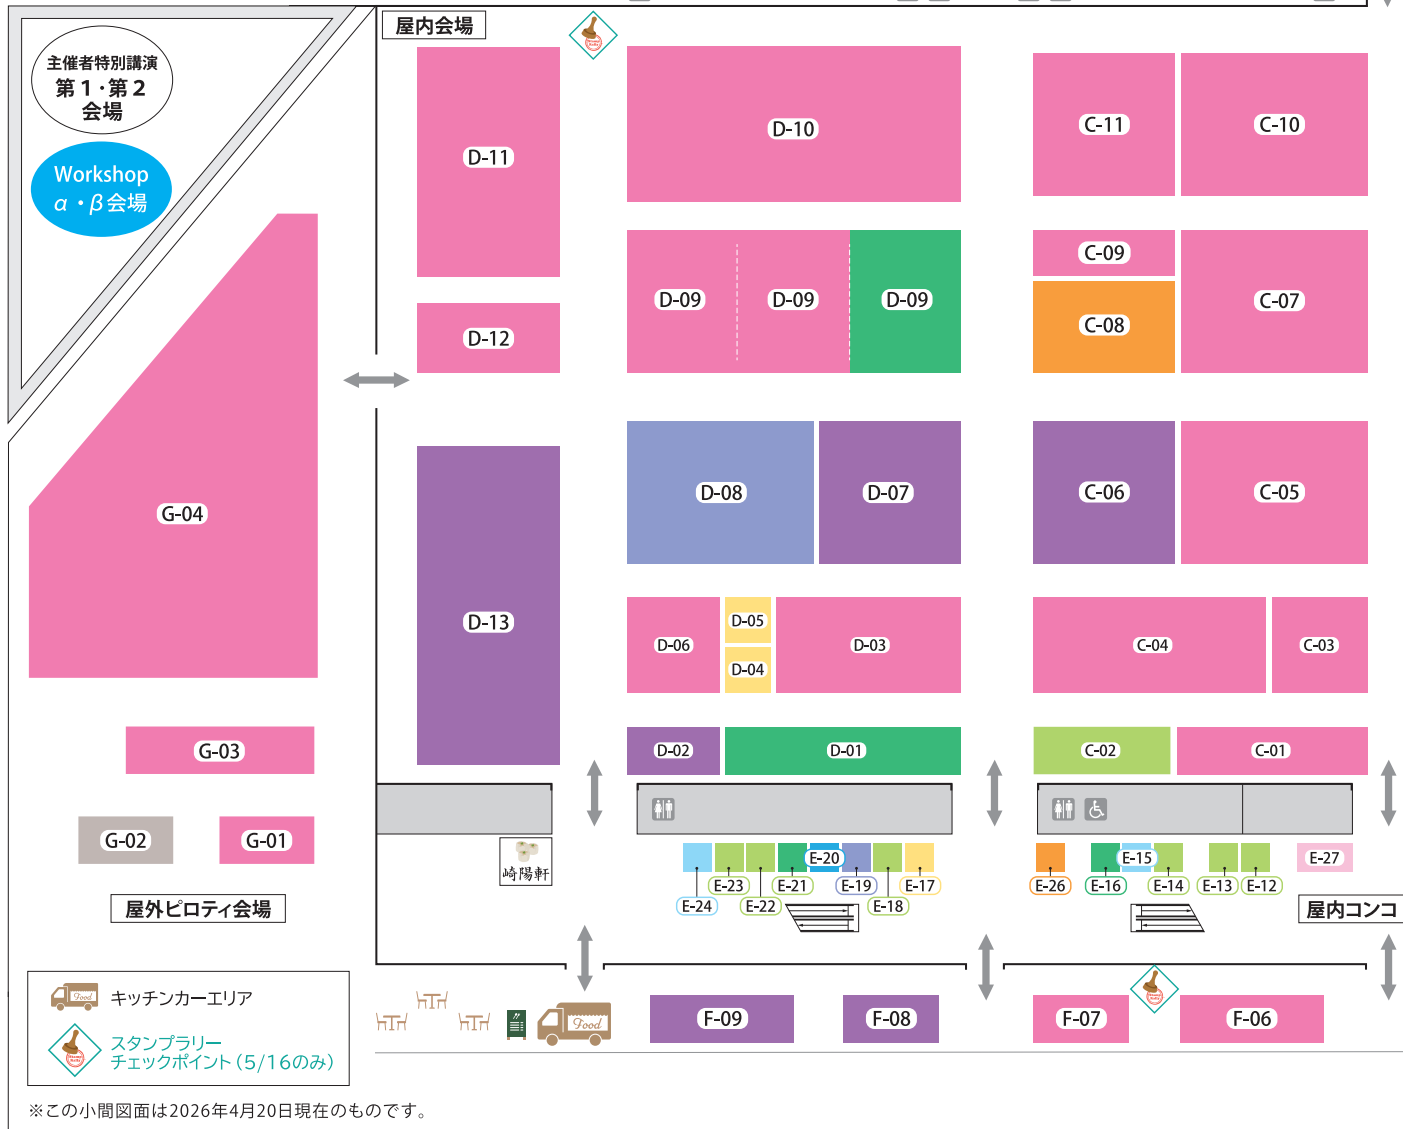 屋内会場
主催者特別講演
第1・第2
会場
Workshop
α・β会場
D-11
D-10
C-11
C-10
D-12
D-09
D-09
D-09
C-09
C-08
C-07
G-04
D-13
D-08
D-07
C-06
C-05
D-06
D-05
D-04
D-03
C-04
C-03
G-03
D-02
D-01
C-02
C-01
G-02
G-01
崎陽軒
E-24
E-23
E-22
E-21
E-20
E-19
E-18
E-17
E-26
E-16
E-15
E-14
E-13
E-12
E-27
屋外ピロティ会場
屋内コンコ
Food
キッチンカーエリア
スタンプラリー
チェックポイント(5/16のみ)
Food
F-09
F-08
F-07
F-06
※この小間図面は2026年4月20日現在のものです。